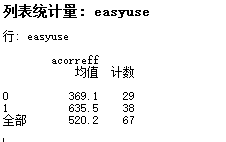 列表统计量: easyuse
行: easyuse
acorreff
均值 计数
0 369.1 29
1 635.5 38
全部 520.2 67